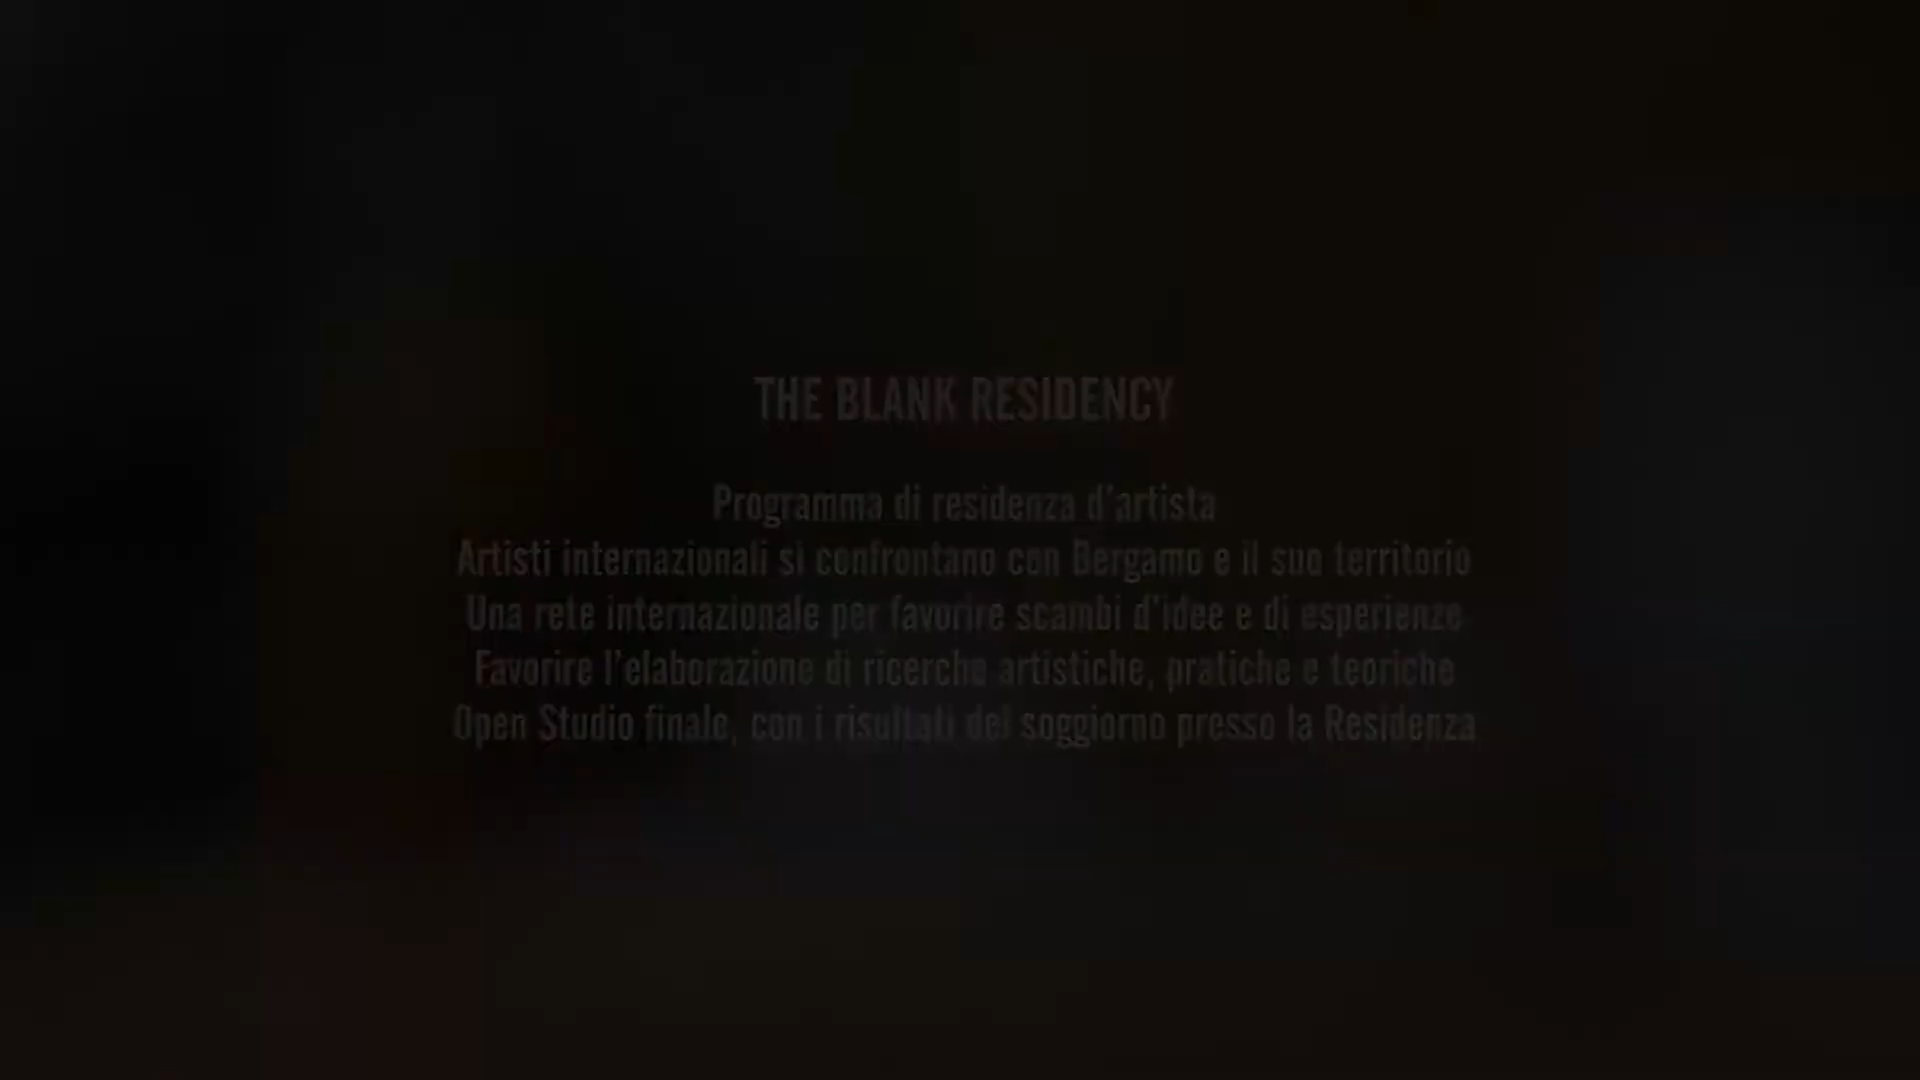 THE BLANK RESIDENCY
Programma di residenza d'artista
Artisti internazionali si confrontano con Bergamo e il suo territorio
Una rete internazionale per favorire scambi d'idee e di esperienze
Favorire l'elaborazione di ricerche artistiche, pratiche e teoriche
Open Studio finale, con i risultati del soggiorno presso la Residenza